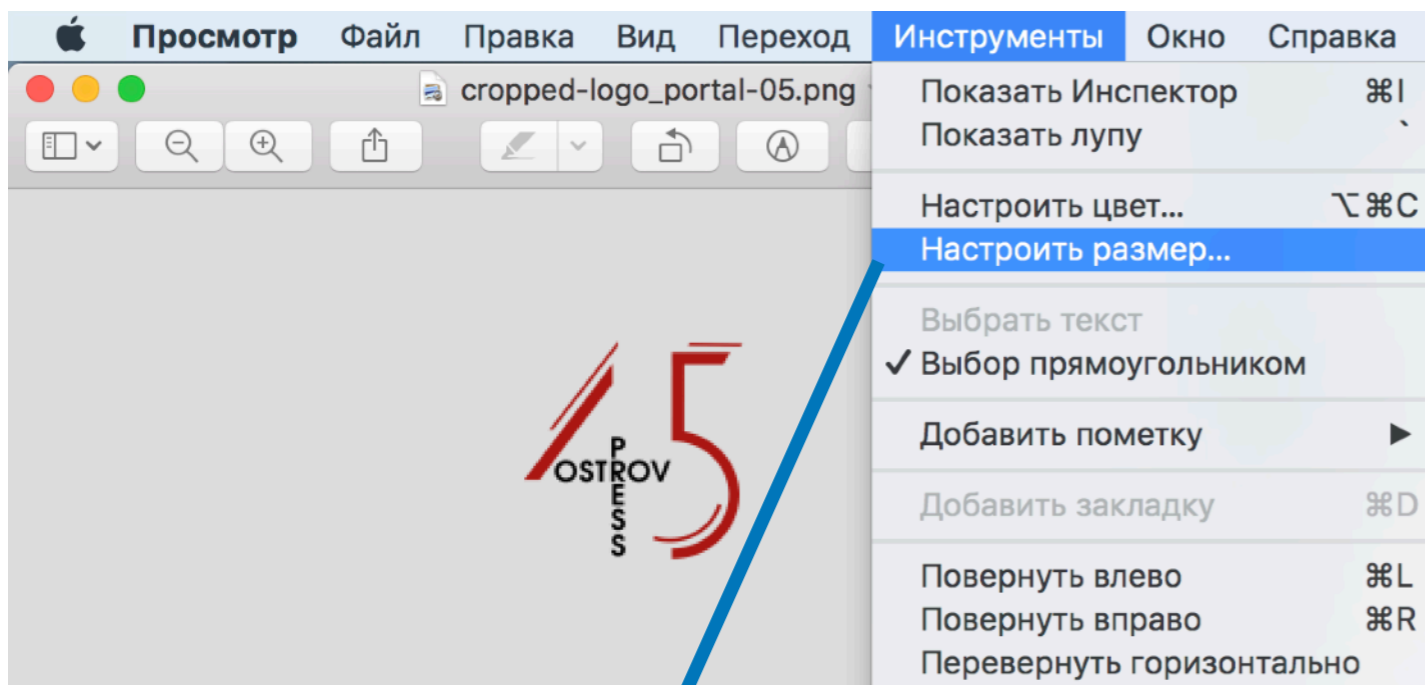 Просмотр Файл Правка Вид Переход Инструменты Окно Справка
cropped-logo_portal-05.png
Показать Инспектор ⌘I
Показать лупу `
Настроить цвет... ⌥⌘C
Настроить размер...
Выбрать текст
✓ Выбор прямоугольником
Добавить пометку ▶
Добавить закладку ⌘D
Повернуть влево ⌘L
Повернуть вправо ⌘R
Перевернуть горизонтально
45
OSTROV
PRESS